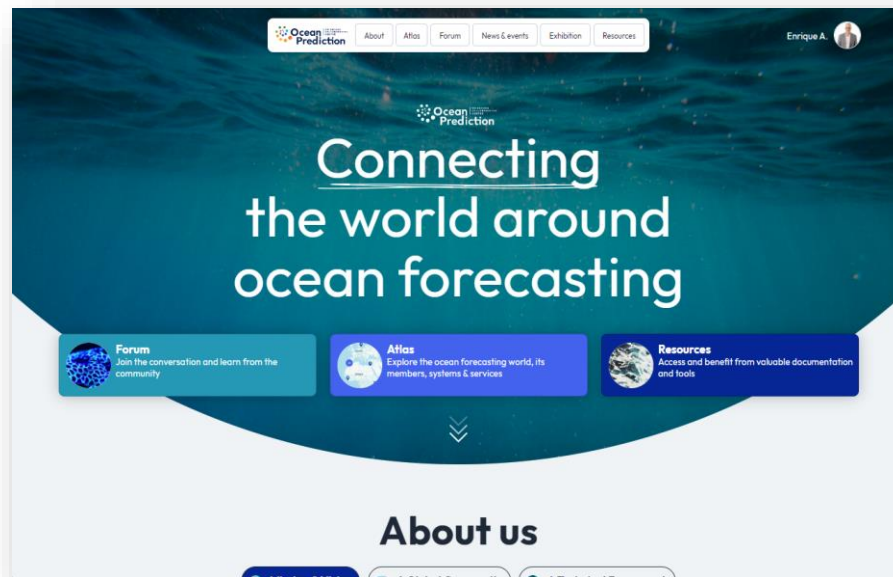 Ocean
Prediction
About
Atlas
Forum
News & events
Exhibition
Resources
Enrique A.
Ocean
Prediction
Connecting
the world around
ocean forecasting
Forum
Join the conversation and learn from the
community
Atlas
Explore the ocean forecasting world, its
members, systems & services
Resources
Access and benefit from valuable documentation
and tools
About us